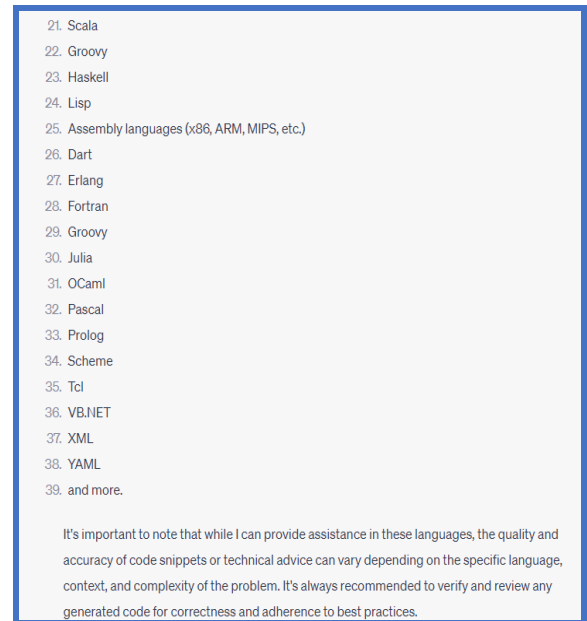 21. Scala
22. Groovy
23. Haskell
24. Lisp
25. Assembly languages (x86, ARM, MIPS, etc.)
26. Dart
27. Erlang
28. Fortran
29. Groovy
30. Julia
31. OCaml
32. Pascal
33. Prolog
34. Scheme
35. Tcl
36. VB.NET
37. XML
38. YAML
39. and more.
It's important to note that while I can provide assistance in these languages, the quality and
accuracy of code snippets or technical advice can vary depending on the specific language,
context, and complexity of the problem. It's always recommended to verify and review any
generated code for correctness and adherence to best practices.